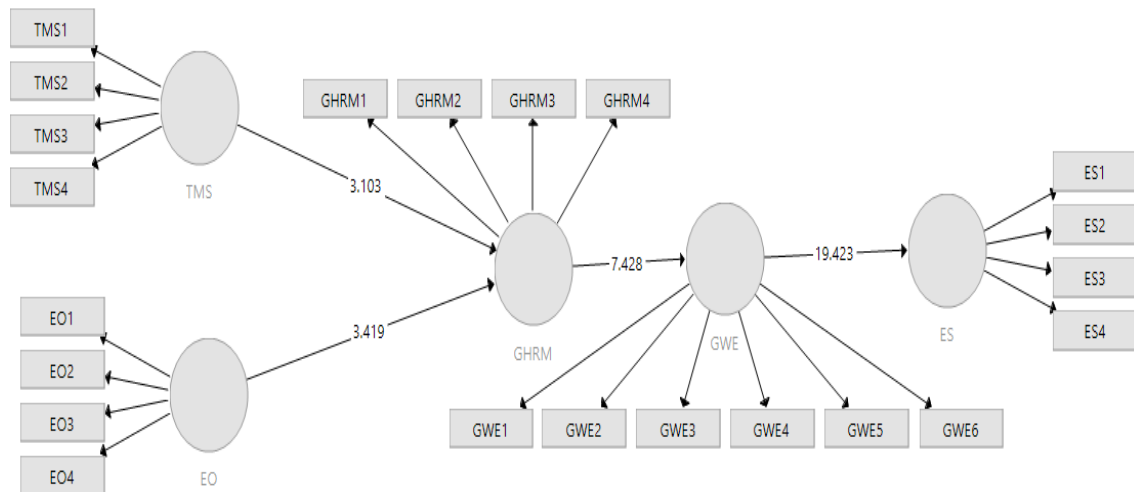 TMS1
TMS2
TMS3
TMS4
TMS
GHRM1 GHRM2 GHRM3 GHRM4
3.103
EO1
EO2
EO3
EO4
EO
3.419
GHRM
7.428
GWE
19.423
GWE1 GWE2 GWE3 GWE4 GWE5 GWE6
ES
ES1
ES2
ES3
ES4